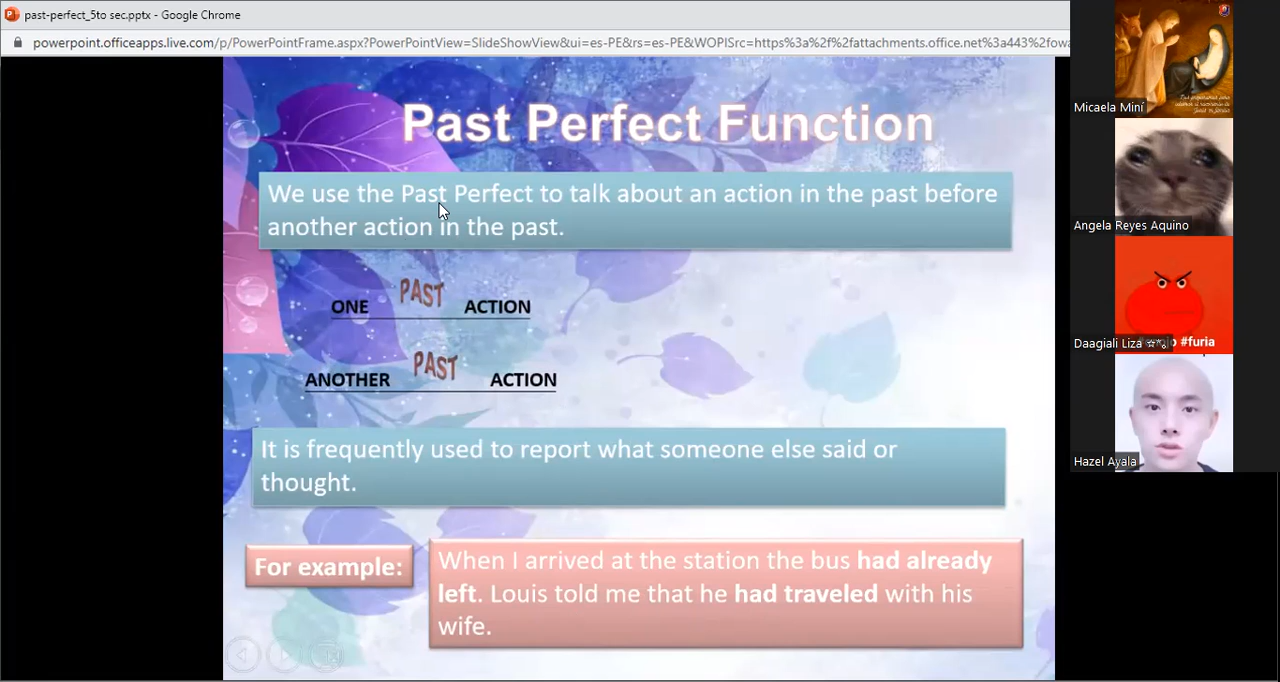 past-perfect_5to sec.pptx - Google Chrome
powerpoint.officeapps.live.com/p/PowerPointFrame.aspx?PowerPointView=SlideShowView&ui=es-PE&rs=es-PE&WOPISrc=https%3a%2f%2fattachments.office.net%3a443%2fowa
Past Perfect Function
We use the Past Perfect to talk about an action in the past before
another action in the past.
ONE PAST ACTION
ANOTHER PAST ACTION
It is frequently used to report what someone else said or
thought.
For example:
When I arrived at the station the bus had already
left. Louis told me that he had traveled with his
wife.
Micaela Miní
Angela Reyes Aquino
Daagiali Liza
#furia
Hazel Ayala